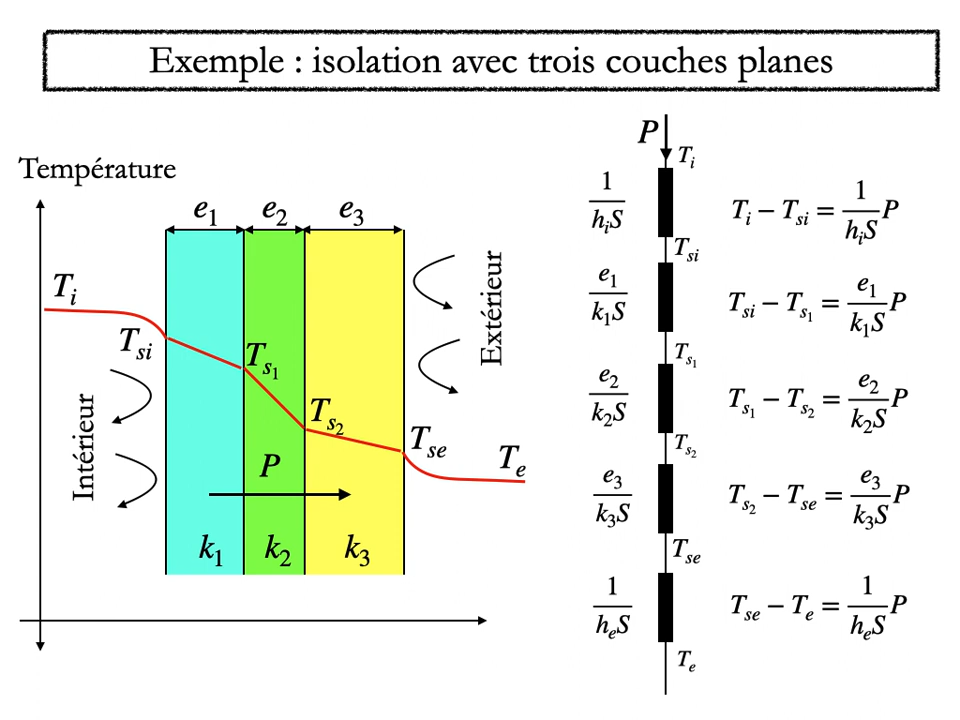 Exemple : isolation avec trois couches planes
Température
e₁ e₂ e₃
Tᵢ
Tₛᵢ
Tₛ₁
Tₛ₂
Tₛₑ
Tₑ
Intérieur
Extérieur
P
k₁ k₂ k₃
P
Tᵢ
1/(hᵢS) Tᵢ − Tₛᵢ = 1/(hᵢS) P
Tₛᵢ
e₁/(k₁S) Tₛᵢ − Tₛ₁ = e₁/(k₁S) P
Tₛ₁
e₂/(k₂S) Tₛ₁ − Tₛ₂ = e₂/(k₂S) P
Tₛ₂
e₃/(k₃S) Tₛ₂ − Tₛₑ = e₃/(k₃S) P
Tₛₑ
1/(hₑS) Tₛₑ − Tₑ = 1/(hₑS) P
Tₑ